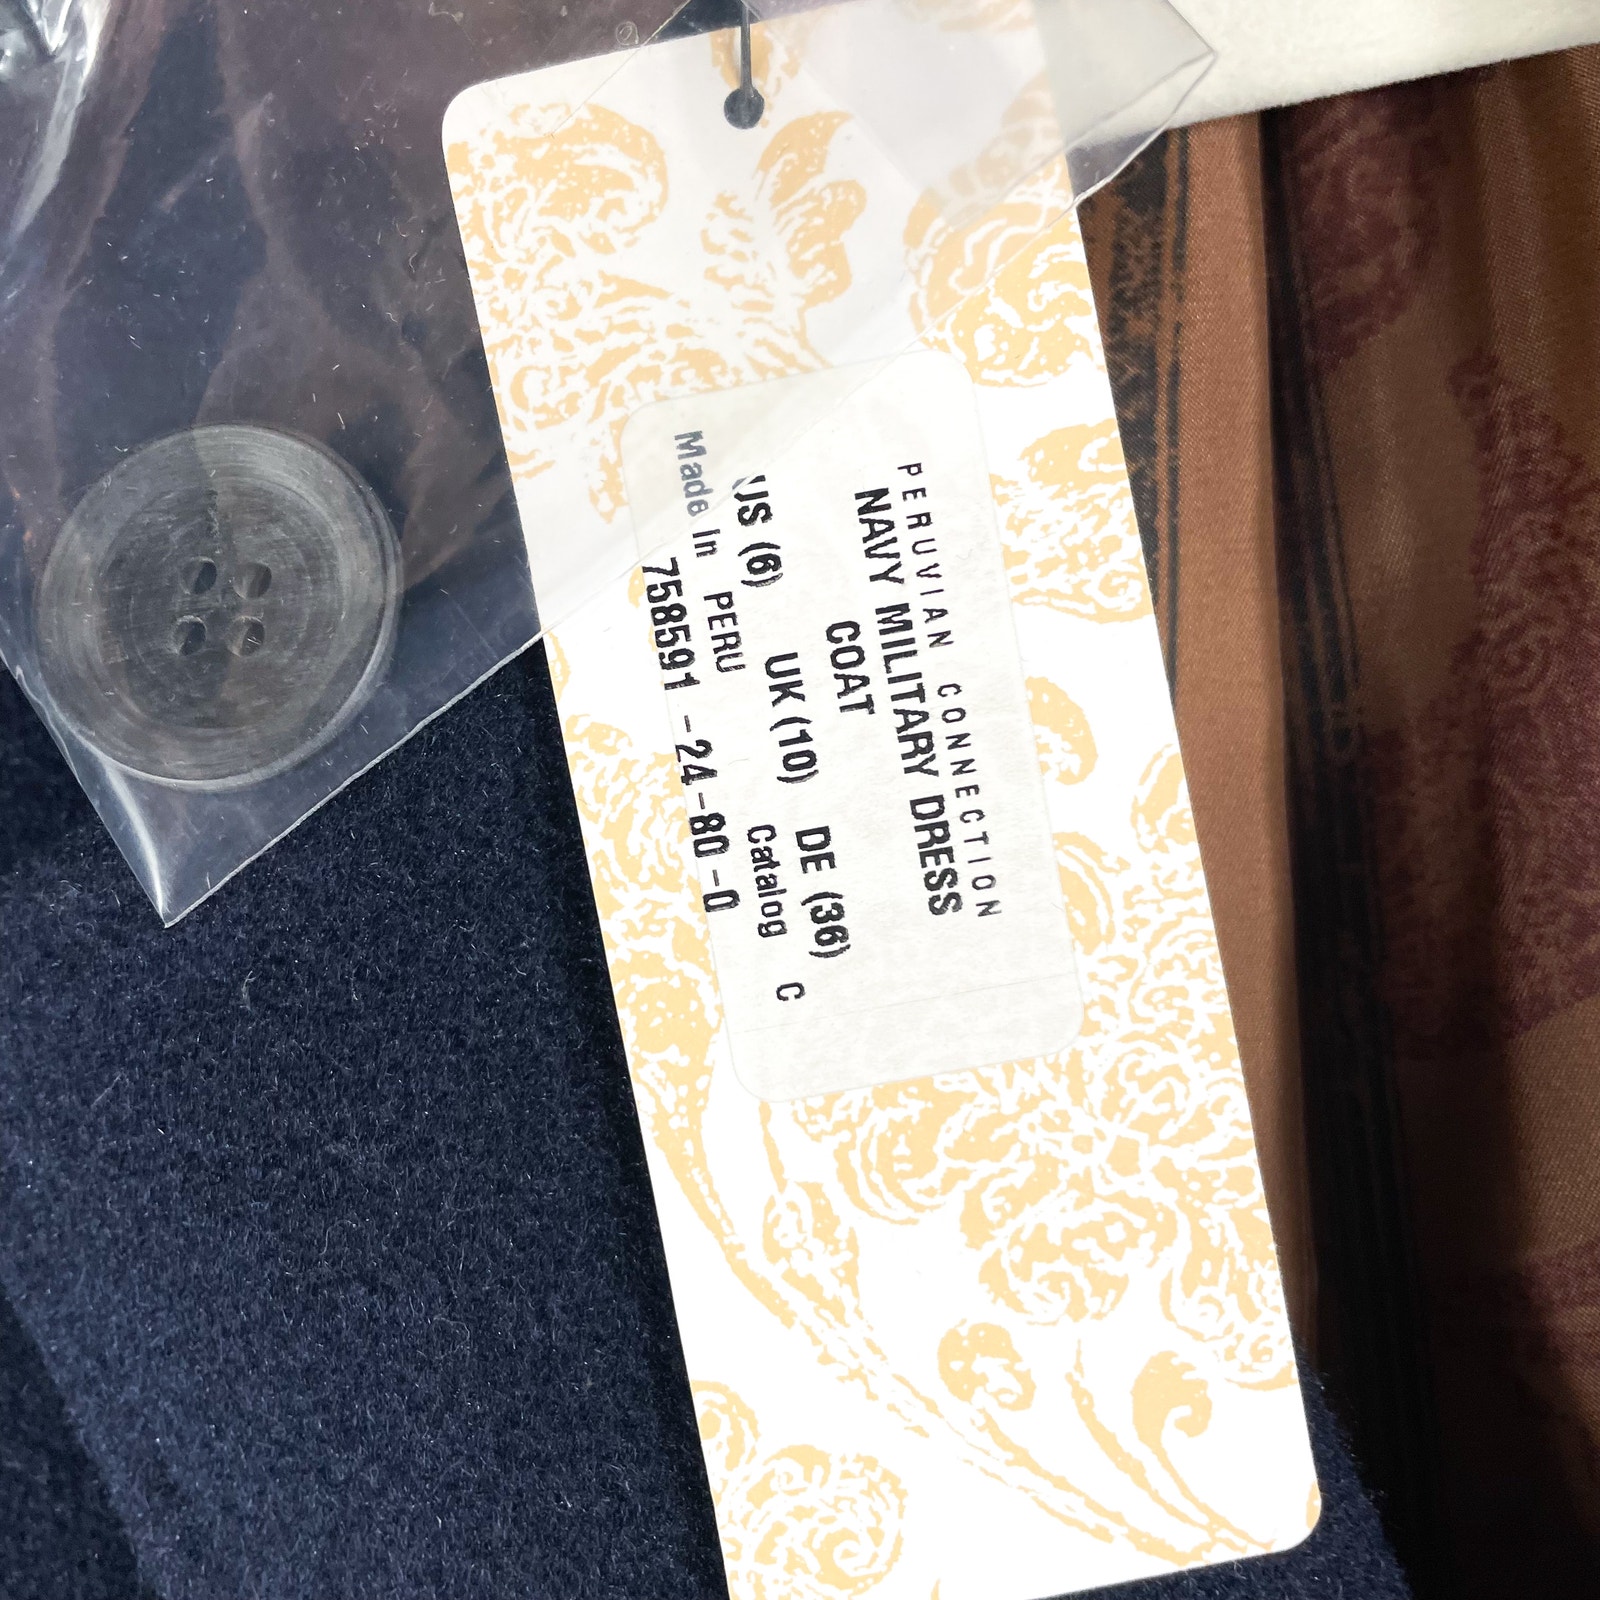 PERUVIAN CONNECTION
NAVY MILITARY DRESS
COAT
US (6) UK (10) DE (36)
Made In PERU Catalog C
758591 -24-80-0